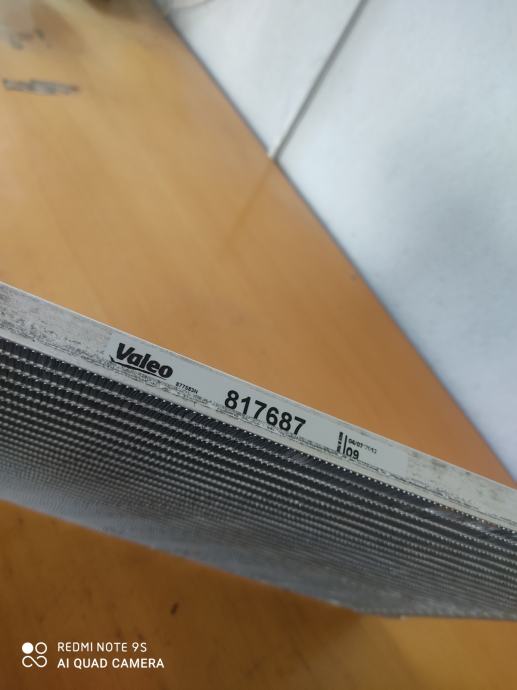 Valeo
817687
09
REDMI NOTE 9S
AI QUAD CAMERA